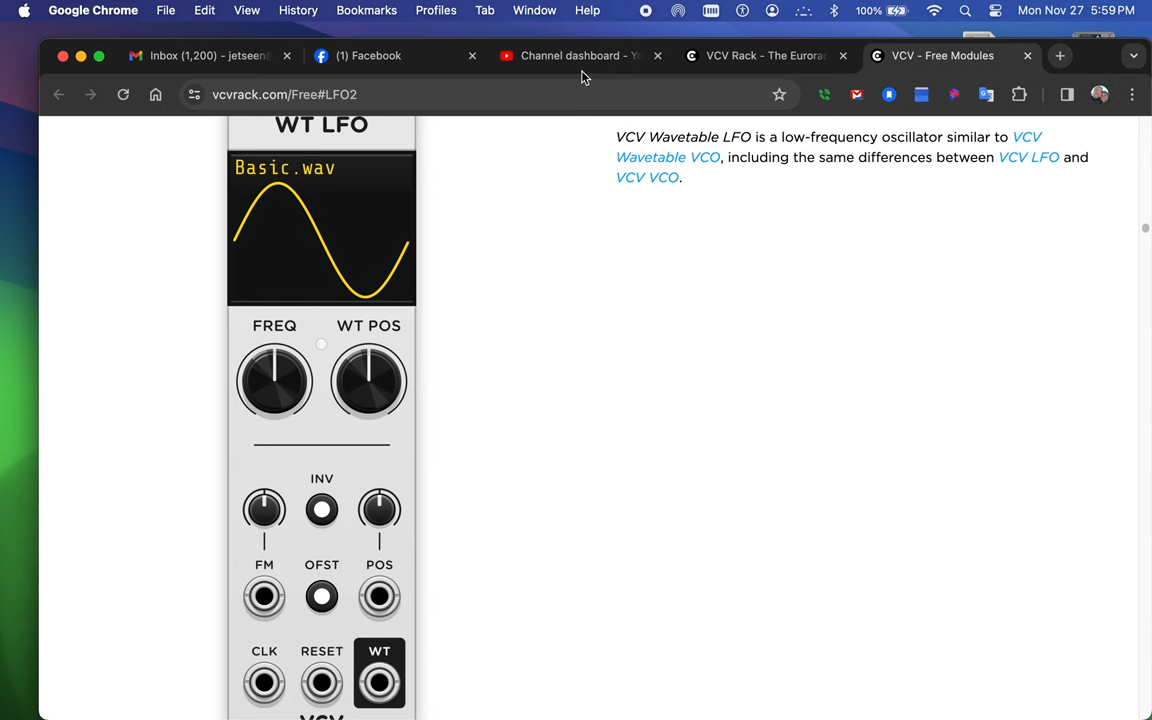 Google Chrome File Edit View History Bookmarks Profiles Tab Window Help 100% Mon Nov 27 5:59 PM
Inbox (1,200) - jetseen (1) Facebook Channel dashboard - Yo VCV Rack - The Eurorac VCV - Free Modules
vcvrack.com/Free#LFO2
WT LFO
Basic.wav
FREQ WT POS
INV
FM OFST POS
CLK RESET WT
VCV
VCV Wavetable LFO is a low-frequency oscillator similar to VCV
Wavetable VCO, including the same differences between VCV LFO and
VCV VCO.